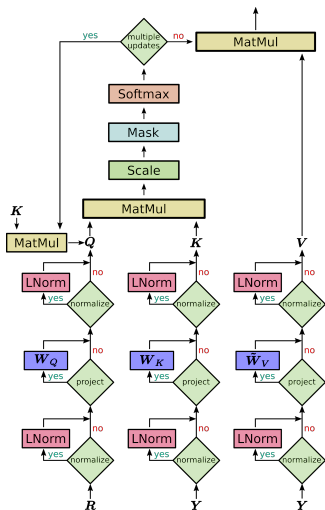 yes
multiple
updates
no
MatMul
Softmax
Mask
Scale
MatMul
K
MatMul
Q
K
V
no
no
no
LNorm
LNorm
LNorm
yes
normalize
yes
normalize
yes
normalize
no
no
no
W_Q
W_K
W̃_V
yes
project
yes
project
yes
project
no
no
no
LNorm
LNorm
LNorm
yes
normalize
yes
normalize
yes
normalize
R
Y
Y